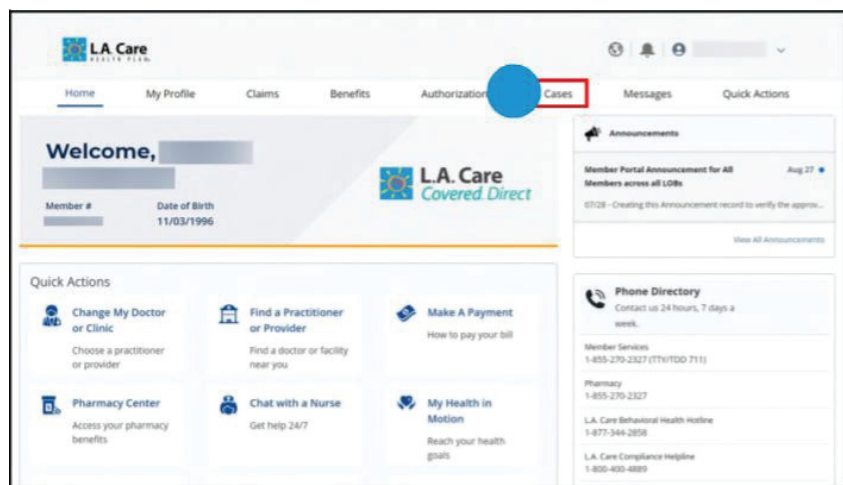 L.A. Care
HEALTH PLAN
Home My Profile Claims Benefits Authorization Cases Messages Quick Actions
Welcome,
Member # Date of Birth
11/03/1996
L.A. Care
Covered Direct
Announcements
Member Portal Announcement for All Aug 27
Members across all LOBs
07/28 - Creating this Announcement record to verify the approv...
View All Announcements
Quick Actions
Change My Doctor
or Clinic
Choose a practitioner
or provider
Find a Practitioner
or Provider
Find a doctor or facility
near you
Make A Payment
How to pay your bill
Pharmacy Center
Access your pharmacy
benefits
Chat with a Nurse
Get help 24/7
My Health in
Motion
Reach your health
goals
Phone Directory
Contact us 24 hours, 7 days a
week.
Member Services
1-855-270-2327 (TTY/TDD 711)
Pharmacy
1-855-270-2327
L.A. Care Behavioral Health Hotline
1-877-344-2858
L.A. Care Compliance Helpline
1-800-400-4889